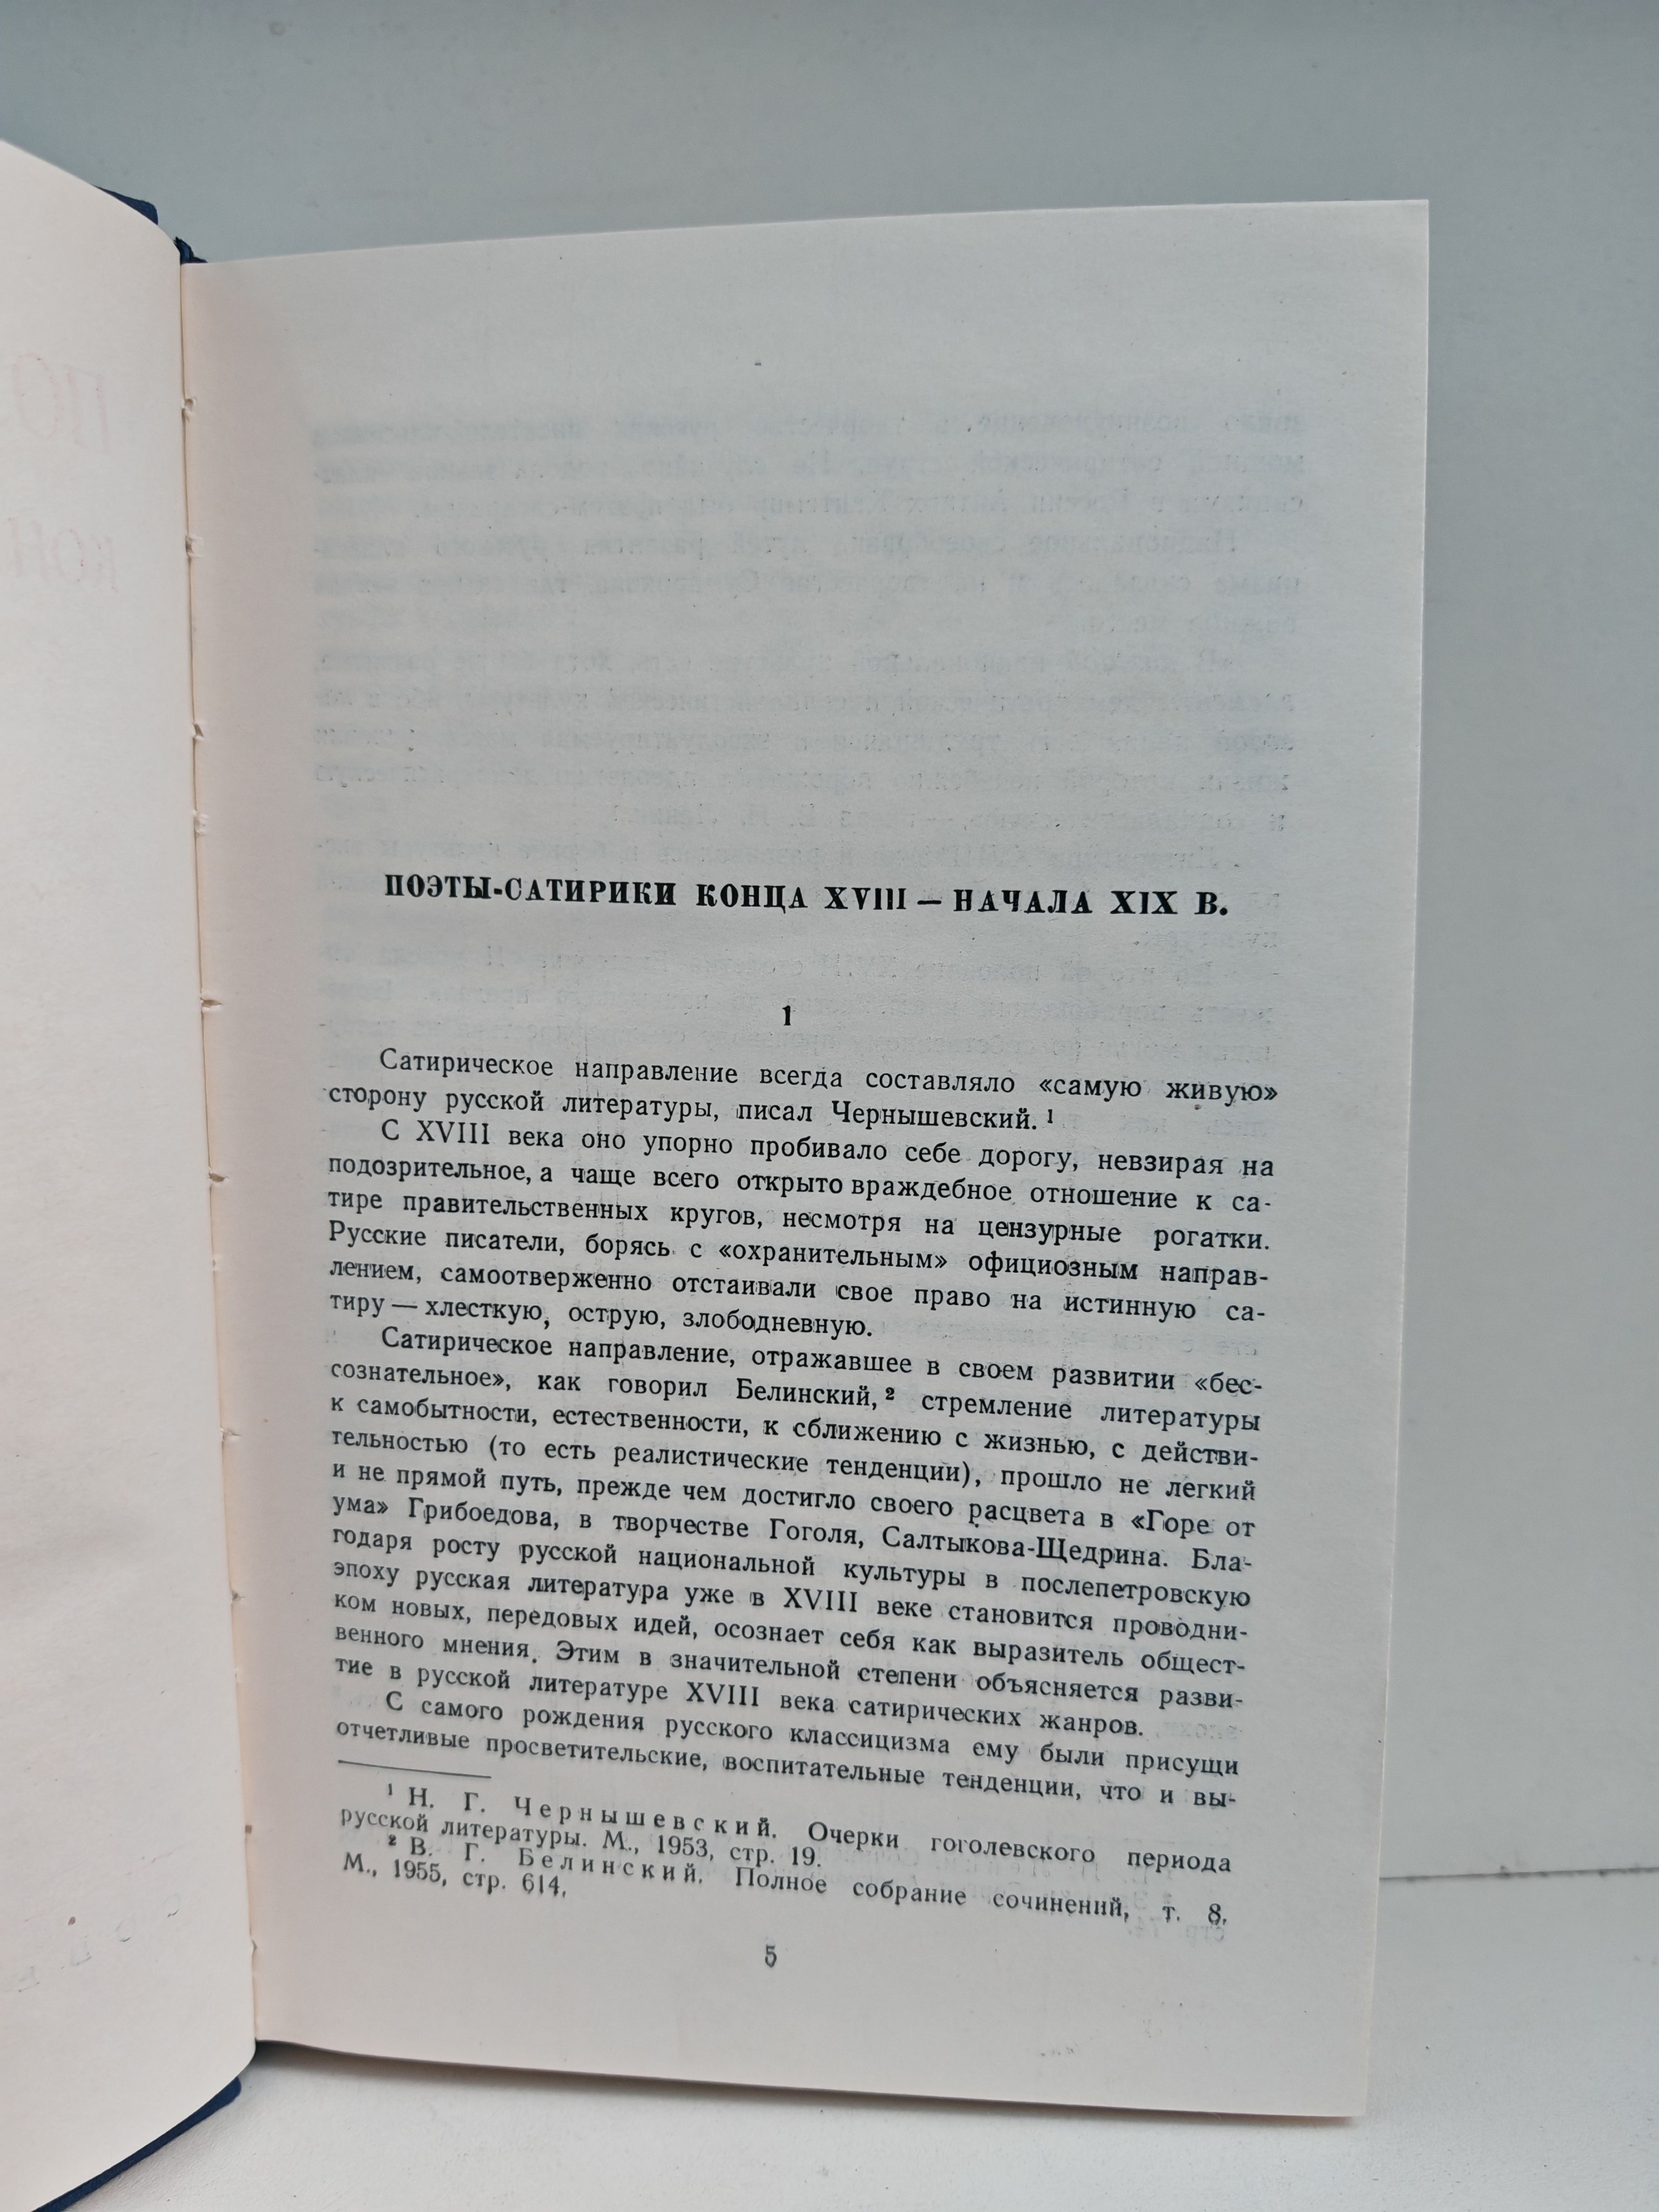 ПОЭТЫ-САТИРИКИ КОНЦА XVIII — НАЧАЛА XIX В.
1
Сатирическое направление всегда составляло «самую живую»
сторону русской литературы, писал Чернышевский. ¹
С XVIII века оно упорно пробивало себе дорогу, невзирая на
подозрительное, а чаще всего открыто враждебное отношение к са-
тире правительственных кругов, несмотря на цензурные рогатки.
Русские писатели, борясь с «охранительным» официозным направ-
лением, самоотверженно отстаивали свое право на истинную са-
тиру — хлесткую, острую, злободневную.
Сатирическое направление, отражавшее в своем развитии «бес-
сознательное», как говорил Белинский, ² стремление литературы
к самобытности, естественности, к сближению с жизнью, с действи-
тельностью (то есть реалистические тенденции), прошло не легкий
и не прямой путь, прежде чем достигло своего расцвета в «Горе от
ума» Грибоедова, в творчестве Гоголя, Салтыкова-Щедрина. Бла-
годаря росту русской национальной культуры в послепетровскую
эпоху русская литература уже в XVIII веке становится проводни-
ком новых, передовых идей, осознает себя как выразитель общест-
венного мнения. Этим в значительной степени объясняется разви-
тие в русской литературе XVIII века сатирических жанров.
С самого рождения русского классицизма ему были присущи
отчетливые просветительские, воспитательные тенденции, что и вы-
¹ Н. Г. Чернышевский. Очерки гоголевского периода
русской литературы. М., 1953, стр. 19.
² В. Г. Белинский. Полное собрание сочинений, т. 8.
М., 1955, стр. 614.
5